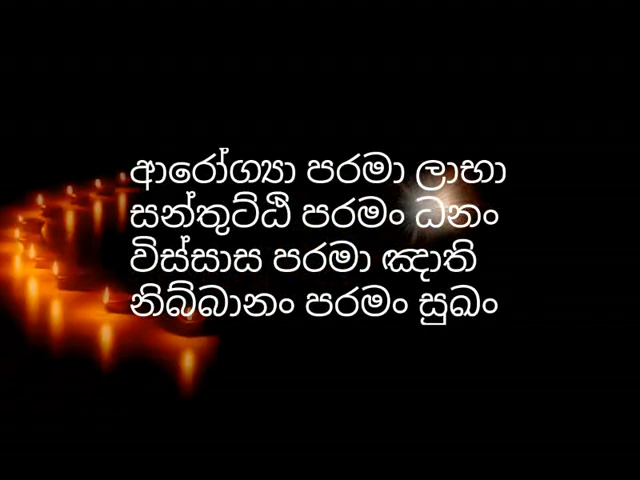 ආරෝග්‍යා පරමා ලාභා
සන්තුට්ඨි පරමං ධනං
විස්සාස පරමා ඤාති
නිබ්බානං පරමං සුඛං